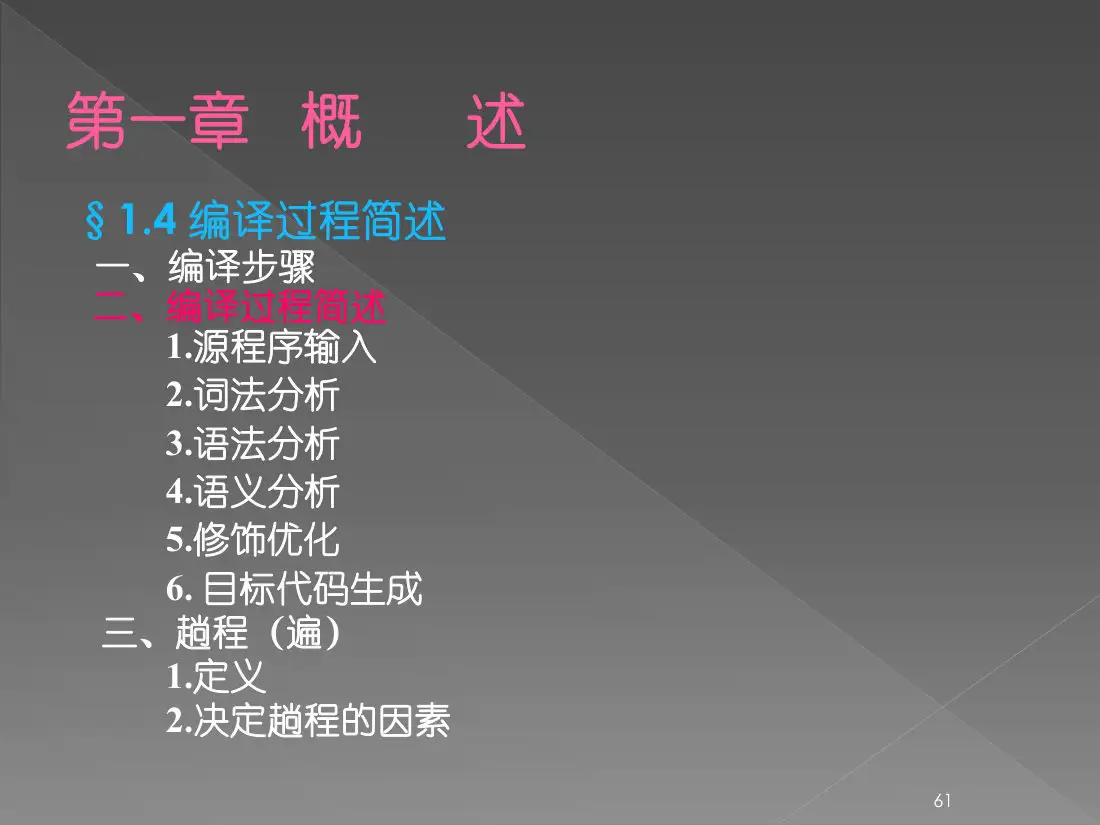 第一章 概 述
§1.4 编译过程简述
一、编译步骤
二、编译过程简述
1.源程序输入
2.词法分析
3.语法分析
4.语义分析
5.修饰优化
6. 目标代码生成
三、趟程（遍）
1.定义
2.决定趟程的因素
61